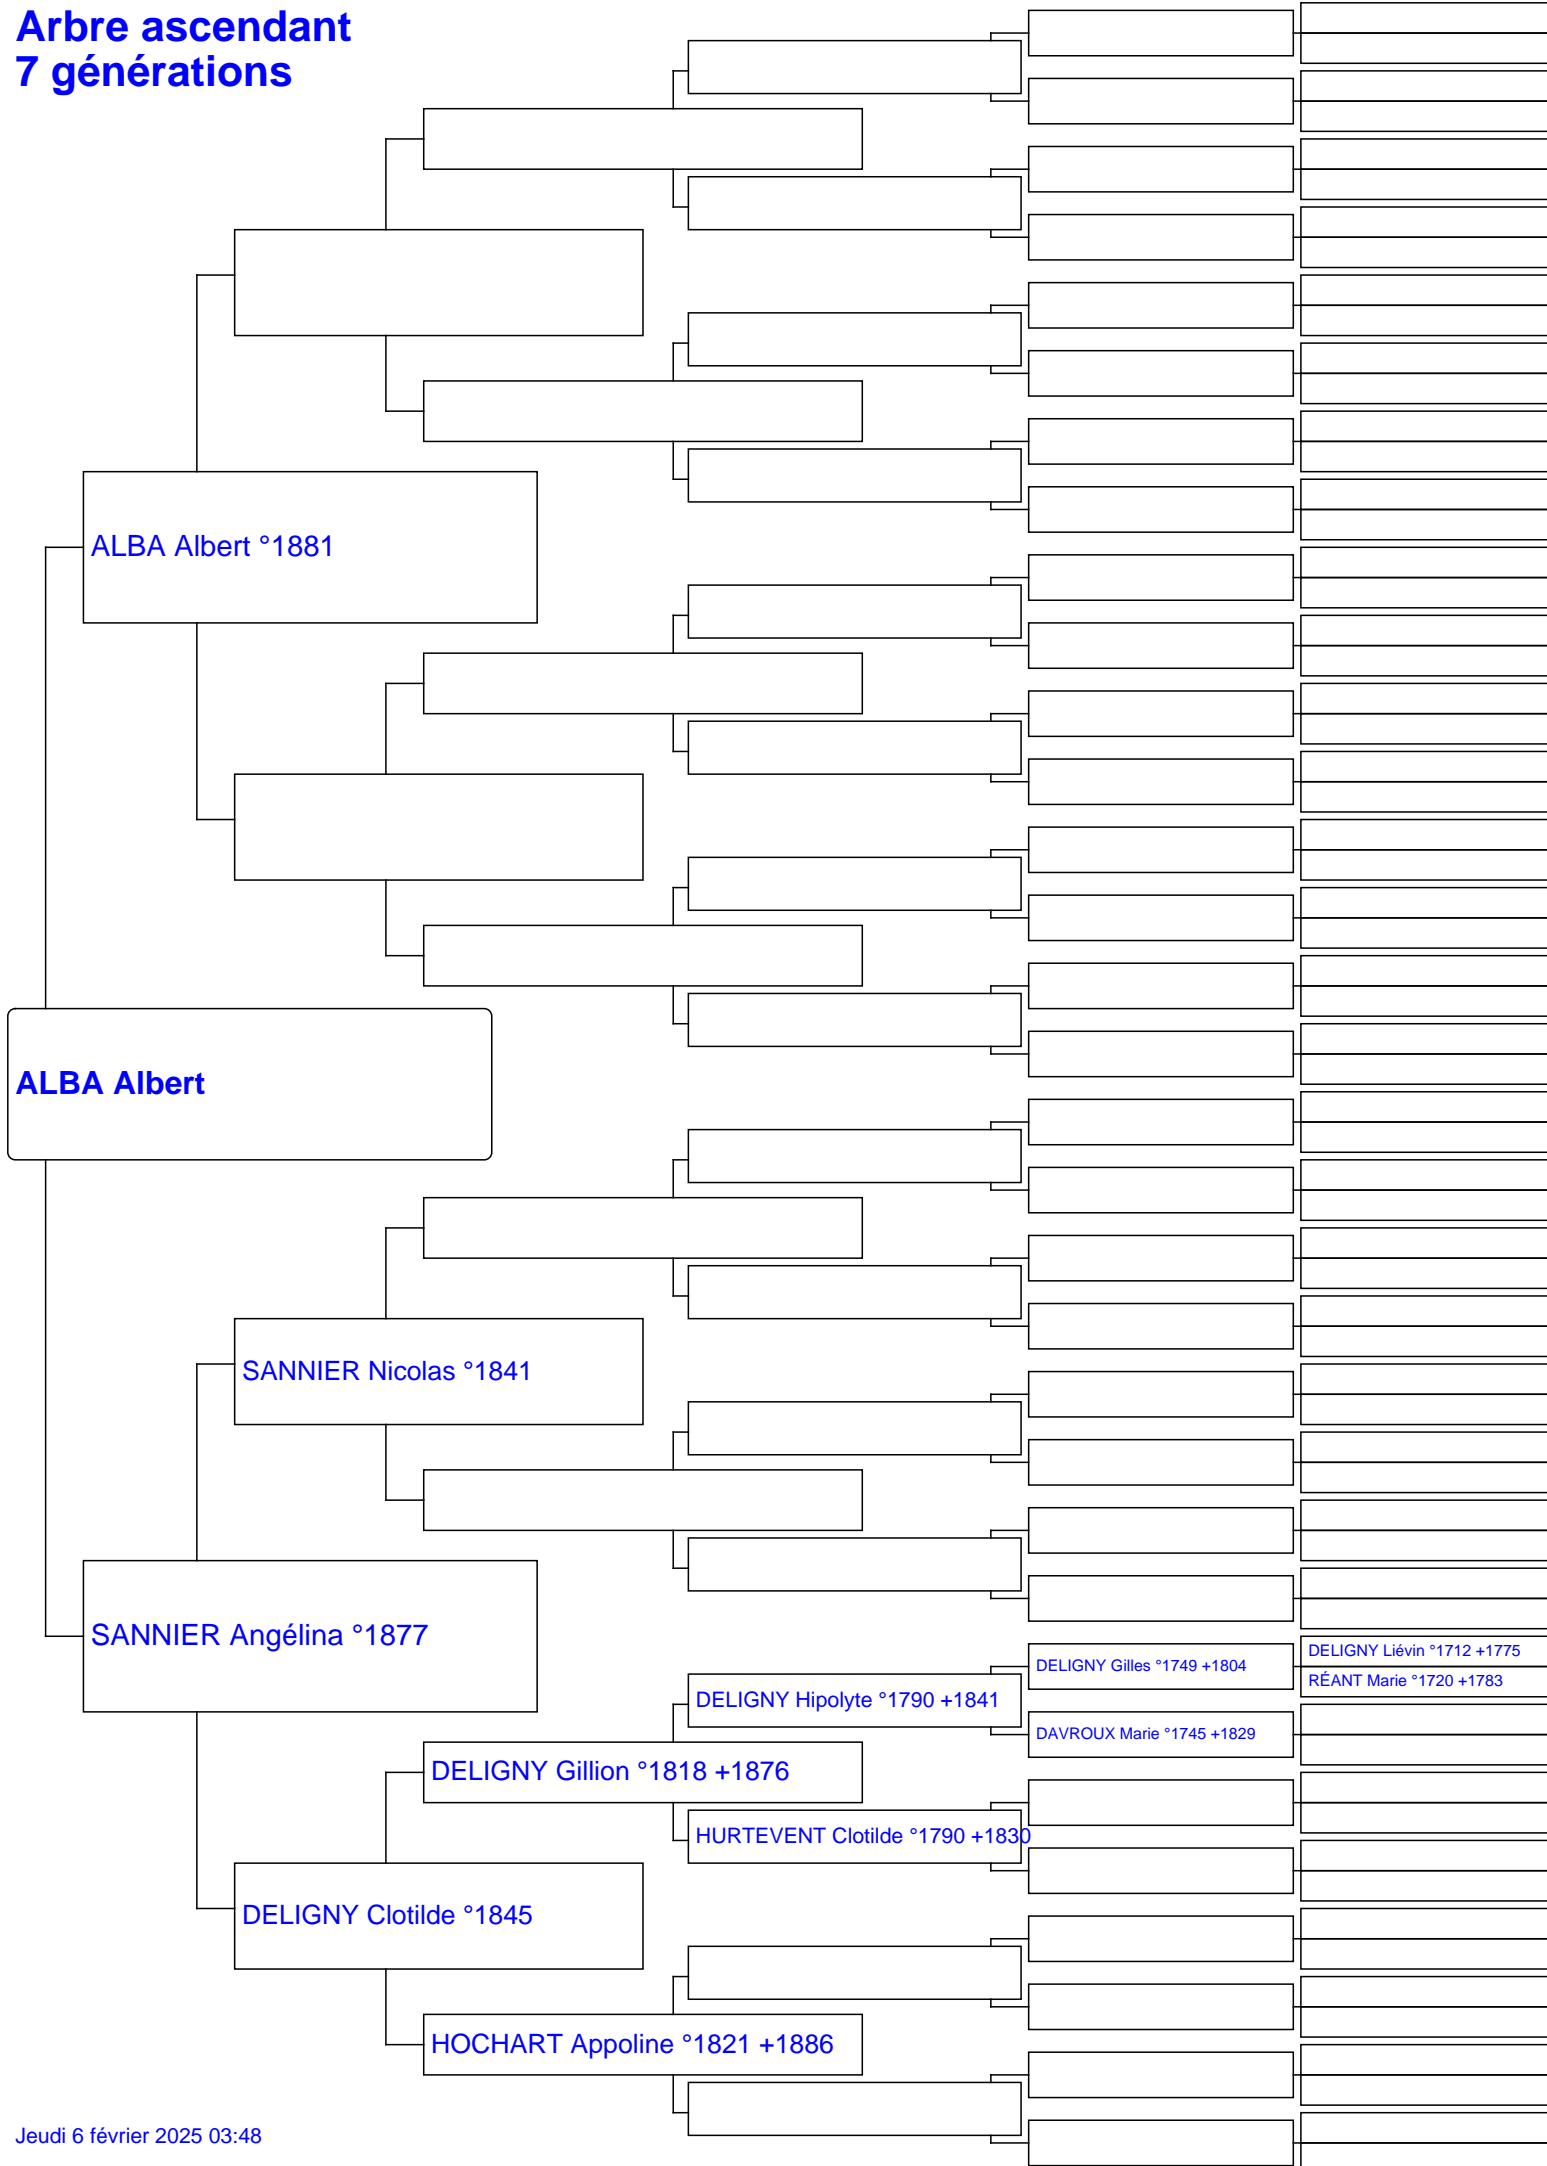 Arbre ascendant
7 générations
ALBA Albert °1881
ALBA Albert
SANNIER Nicolas °1841
SANNIER Angélina °1877
DELIGNY Liévin °1712 +1775
DELIGNY Gilles °1749 +1804
RÉANT Marie °1720 +1783
DELIGNY Hipolyte °1790 +1841
DAVROUX Marie °1745 +1829
DELIGNY Gillion °1818 +1876
HURTEVENT Clotilde °1790 +1830
DELIGNY Clotilde °1845
HOCHART Appoline °1821 +1886
Jeudi 6 février 2025 03:48